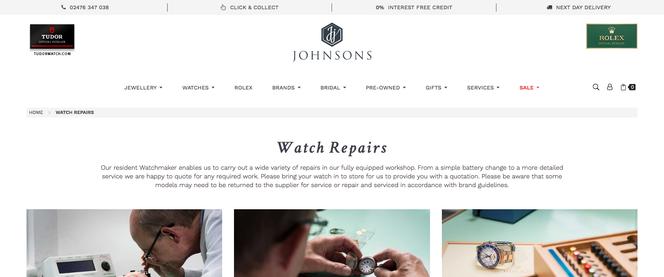 02476 347 038
CLICK & COLLECT
0% INTEREST FREE CREDIT
NEXT DAY DELIVERY
TUDOR
TUDORWATCH.COM
JOHNSONS
ROLEX
JEWELLERY
WATCHES
ROLEX
BRANDS
BRIDAL
PRE-OWNED
GIFTS
SERVICES
SALE
0
HOME
WATCH REPAIRS
Watch Repairs
Our resident Watchmaker enables us to carry out a wide variety of repairs in our fully equipped workshop. From a simple battery change to a more detailed
service we are happy to quote for any required work. Please bring your watch in to store for us to provide you with a quotation. Please be aware that some
models may need to be returned to the supplier for service or repair and serviced in accordance with brand guidelines.